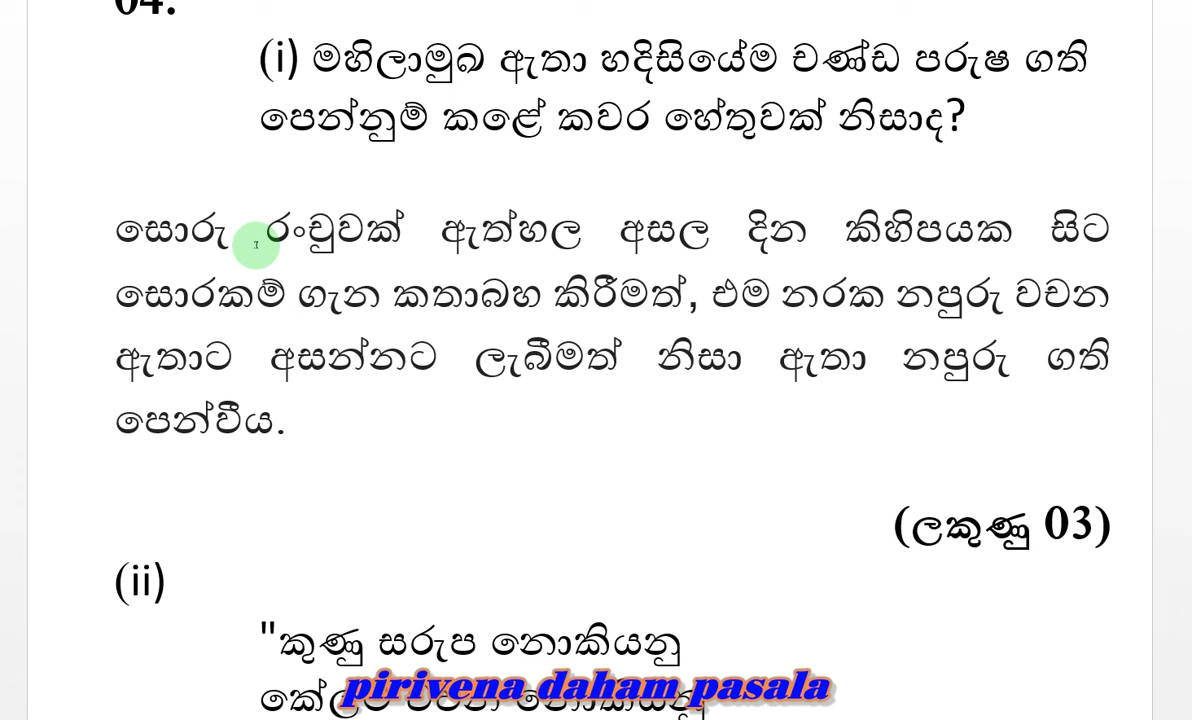 04.
(i) මහිලාමුඛ ඇතා හදිසියේම චණ්ඩ පරුෂ ගති
පෙන්නුම් කළේ කවර හේතුවක් නිසාද?
සොරු රංචුවක් ඇත්හල අසල දින කිහිපයක සිට
සොරකම් ගැන කතාබහ කිරීමත්, එම නරක නපුරු වචන
ඇතාට අසන්නට ලැබීමත් නිසා ඇතා නපුරු ගති
පෙන්වීය.
(ලකුණු 03)
(ii)
"කුණු සරුප නොකියනු
pirivena daham pasala